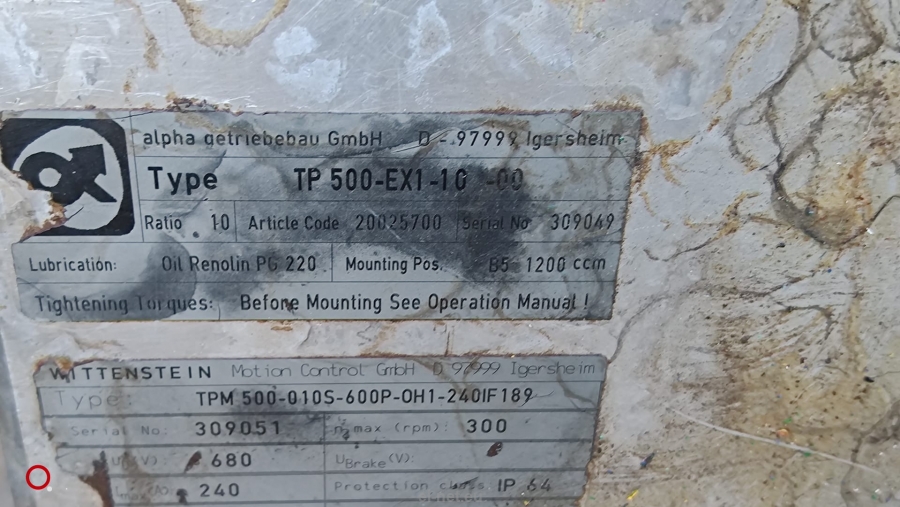 alpha getriebebau GmbH D - 97999 Igersheim
Type TP 500-EX1-10 -00
Ratio 10 Article Code 20025700 Serial No 309049
Lubrication: Oil Renolin PG 220 Mounting Pos. B5 1200 ccm
Tightening Torques: Before Mounting See Operation Manual !
WITTENSTEIN Motion Control GmbH D 97999 Igersheim
Type: TPM 500-010S-600P-OH1-240IF189
Serial No.: 309051 n2max (rpm): 300
(V): 680 UBrake(V):
(A): 240 Protection class IP 64